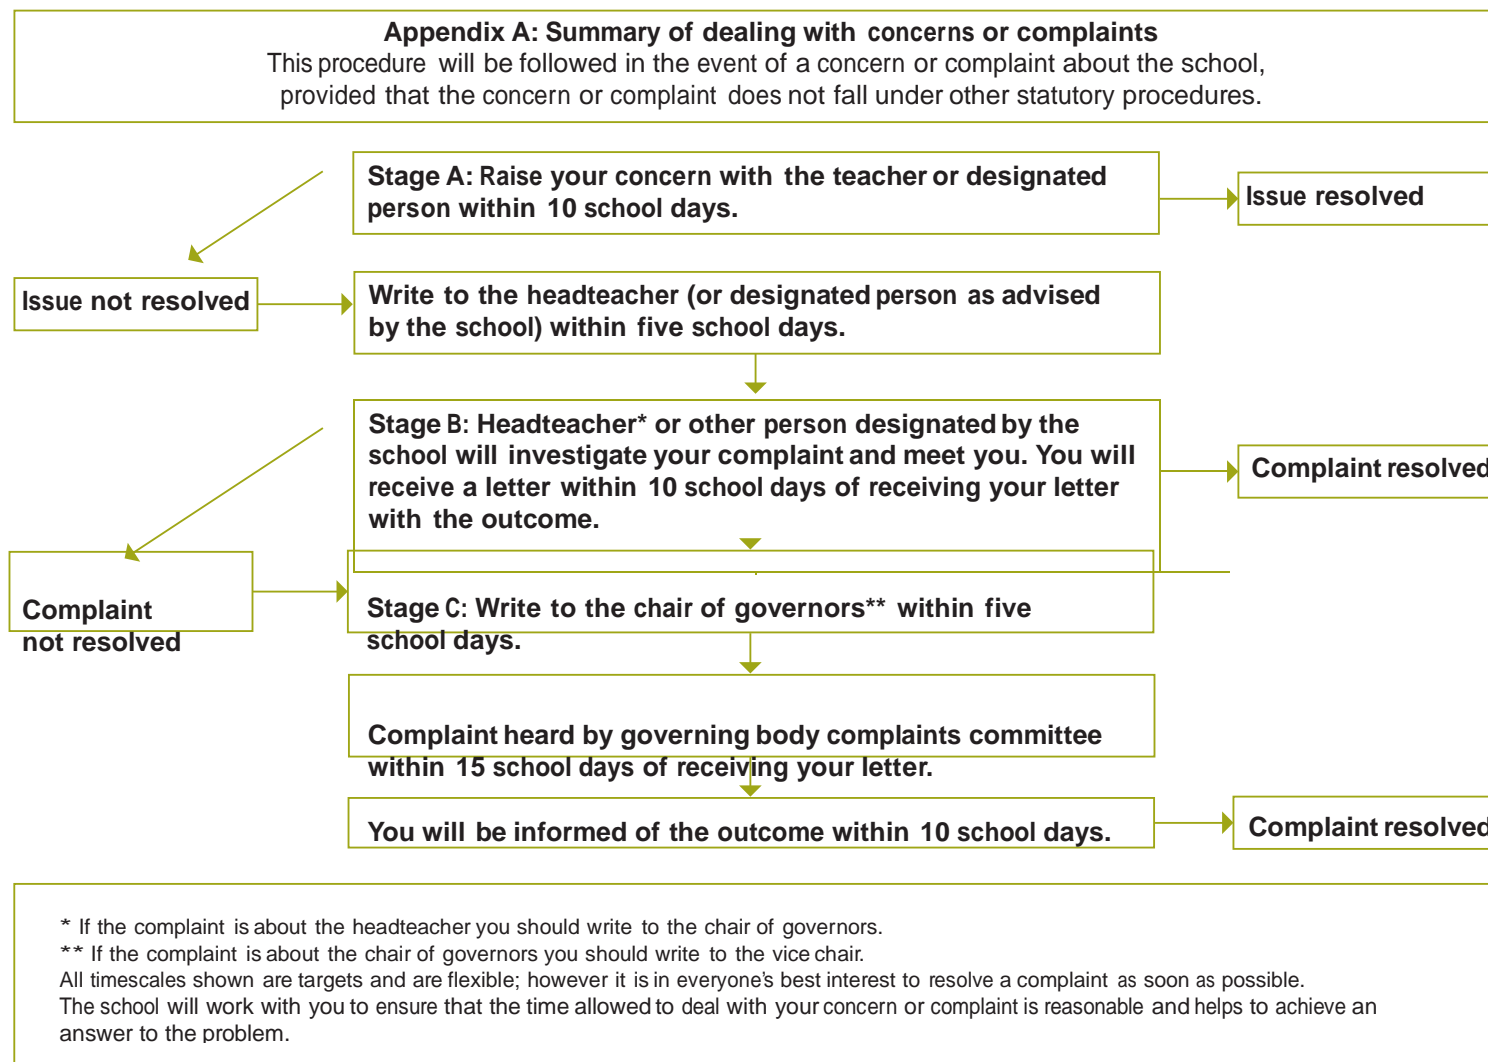 Appendix A: Summary of dealing with concerns or complaints
This procedure will be followed in the event of a concern or complaint about the school,
provided that the concern or complaint does not fall under other statutory procedures.
Stage A: Raise your concern with the teacher or designated
person within 10 school days.
Issue resolved
Issue not resolved
Write to the headteacher (or designated person as advised
by the school) within five school days.
Stage B: Headteacher* or other person designated by the
school will investigate your complaint and meet you. You will
receive a letter within 10 school days of receiving your letter
with the outcome.
Complaint resolved
Complaint
not resolved
Stage C: Write to the chair of governors** within five
school days.
Complaint heard by governing body complaints committee
within 15 school days of receiving your letter.
You will be informed of the outcome within 10 school days.
Complaint resolved
* If the complaint is about the headteacher you should write to the chair of governors.
** If the complaint is about the chair of governors you should write to the vice chair.
All timescales shown are targets and are flexible; however it is in everyone’s best interest to resolve a complaint as soon as possible.
The school will work with you to ensure that the time allowed to deal with your concern or complaint is reasonable and helps to achieve an
answer to the problem.